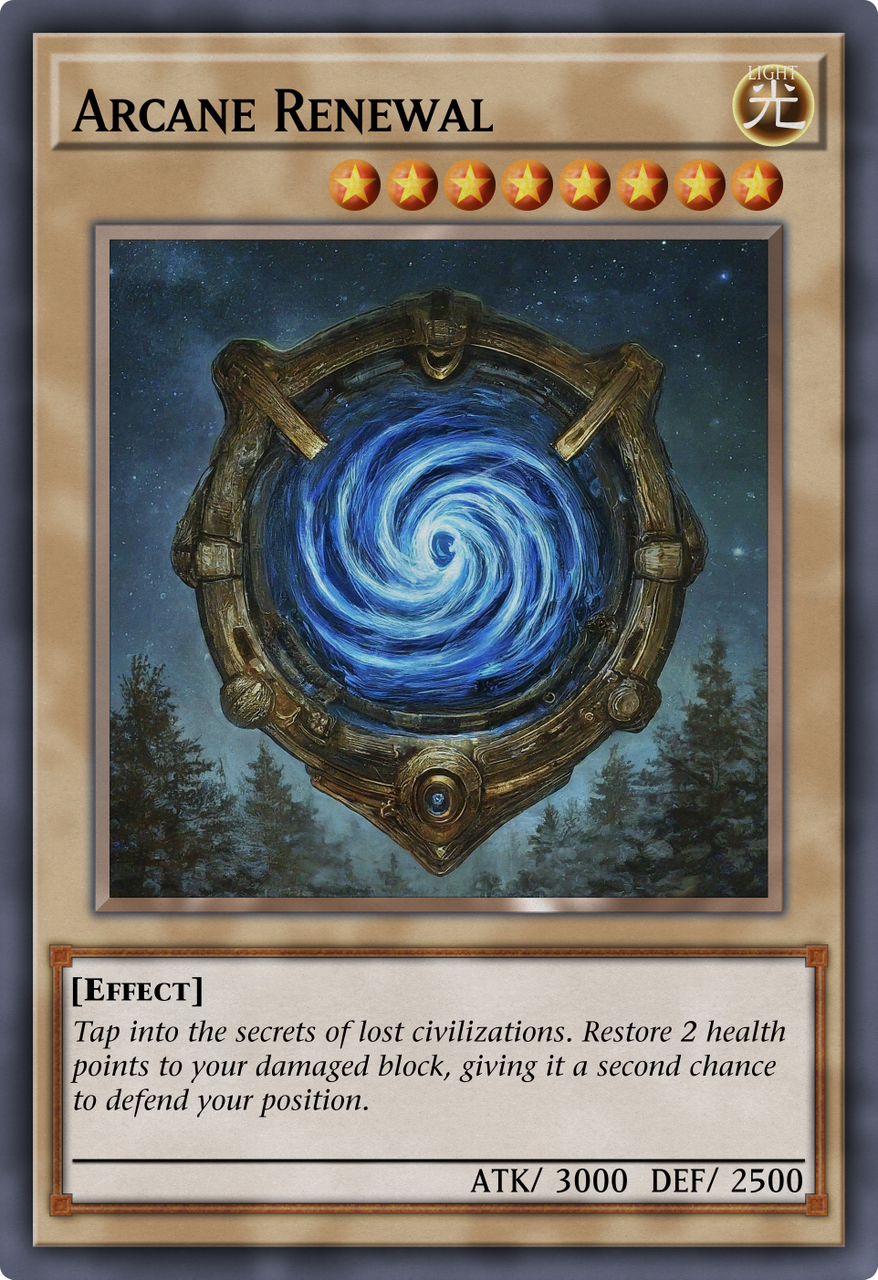 Arcane Renewal
LIGHT
光
[Effect]
Tap into the secrets of lost civilizations. Restore 2 health
points to your damaged block, giving it a second chance
to defend your position.
ATK/ 3000 DEF/ 2500